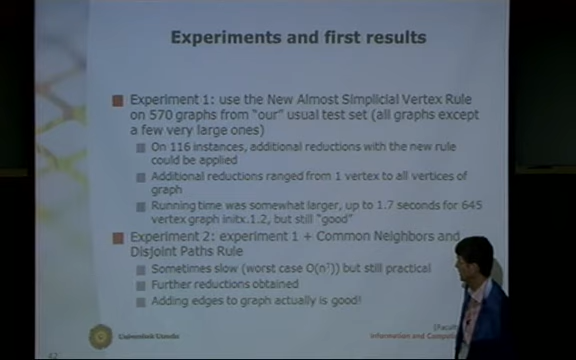 Experiments and first results
Experiment 1: use the New Almost Simplicial Vertex Rule
on 570 graphs from "our" usual test set (all graphs except
a few very large ones)
On 116 instances, additional reductions with the new rule
could be applied
Additional reductions ranged from 1 vertex to all vertices of
graph
Running time was somewhat larger, up to 1.7 seconds for 645
vertex graph initx.1.2, but still "good"
Experiment 2: experiment 1 + Common Neighbors and
Disjoint Paths Rule
Sometimes slow (worst case O(n⁷)) but still practical
Further reductions obtained
Adding edges to graph actually is good!
Universiteit Utrecht
[Faculty
Information and Comput